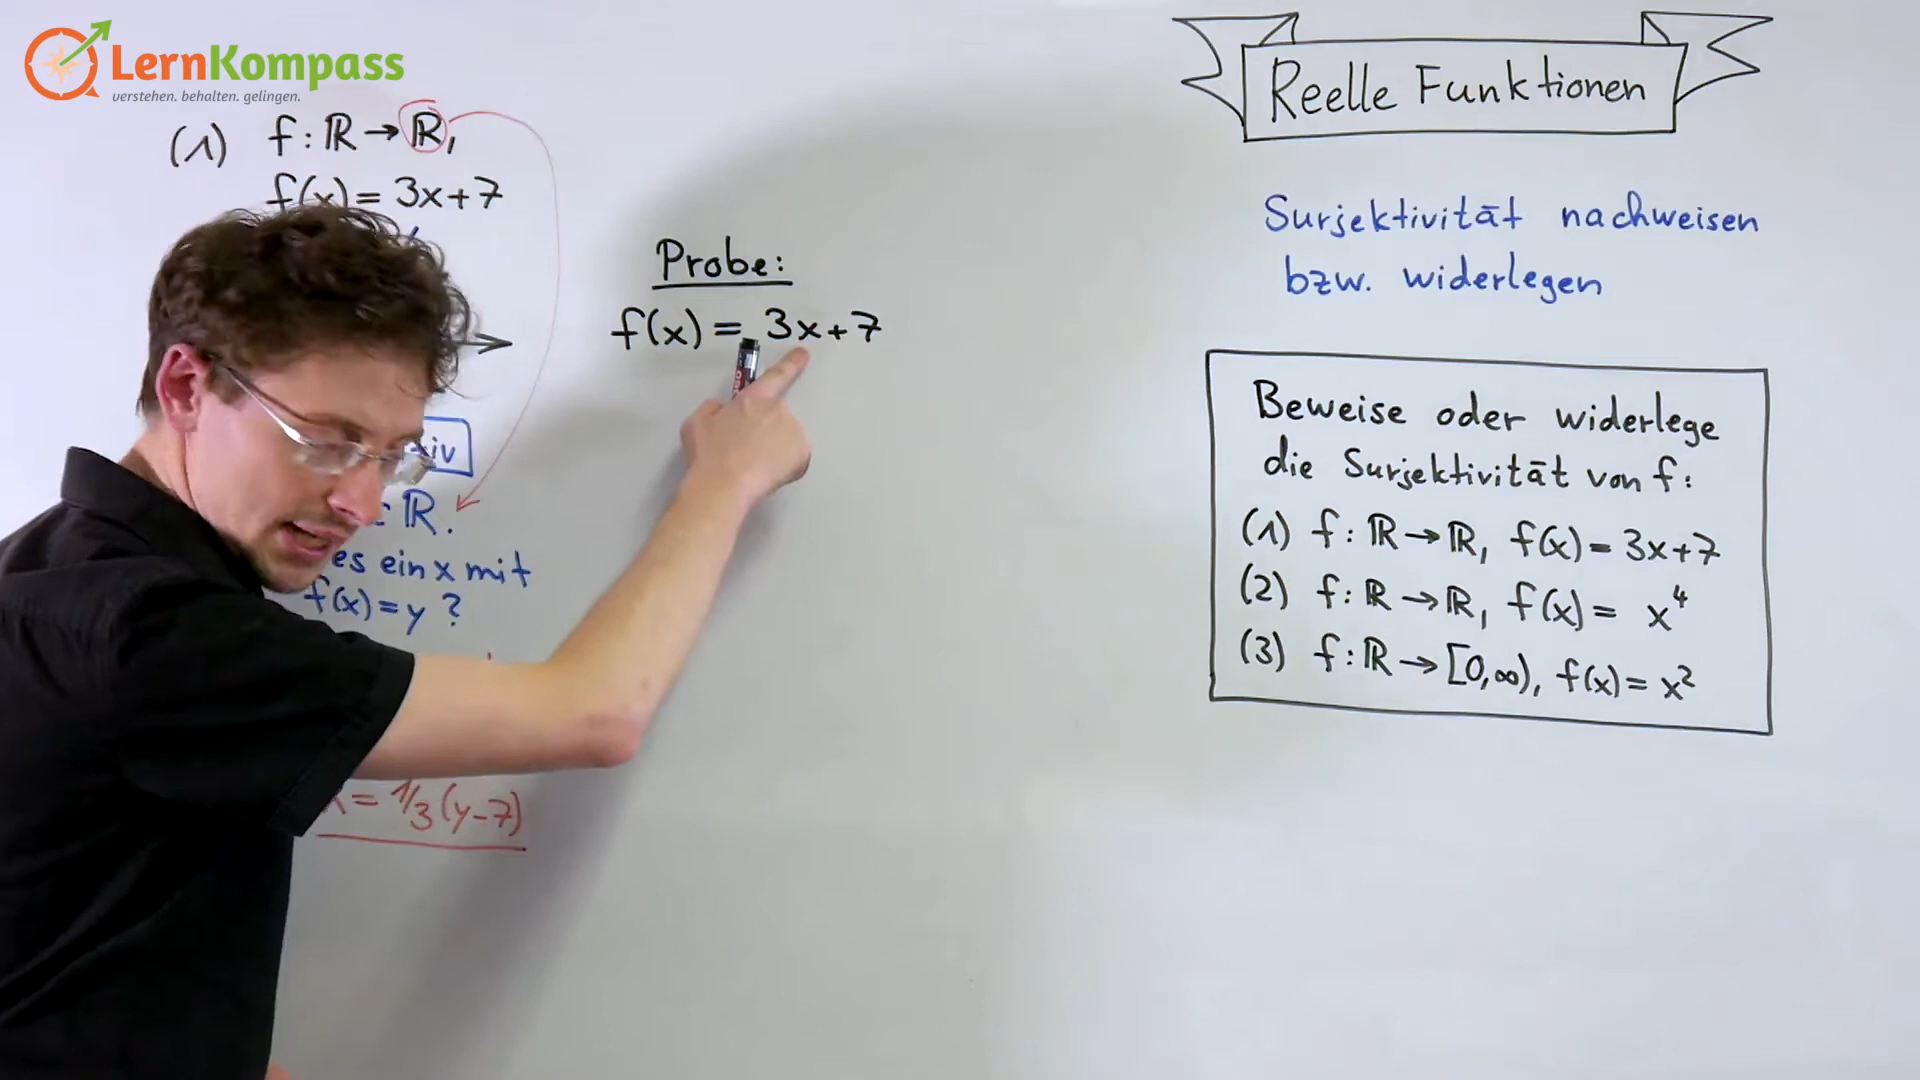 LernKompass
verstehen. behalten. gelingen.
(1) f: ℝ → ℝ,
f(x) = 3x+7
ℝ.
es ein x mit
f(x) = y ?
x = 1/3 (y-7)
Probe:
f(x) = 3x+7
Reelle Funktionen
Surjektivität nachweisen
bzw. widerlegen
Beweise oder widerlege
die Surjektivität von f:
(1) f: ℝ → ℝ, f(x) = 3x+7
(2) f: ℝ → ℝ, f(x) = x⁴
(3) f: ℝ → [0,∞), f(x) = x²